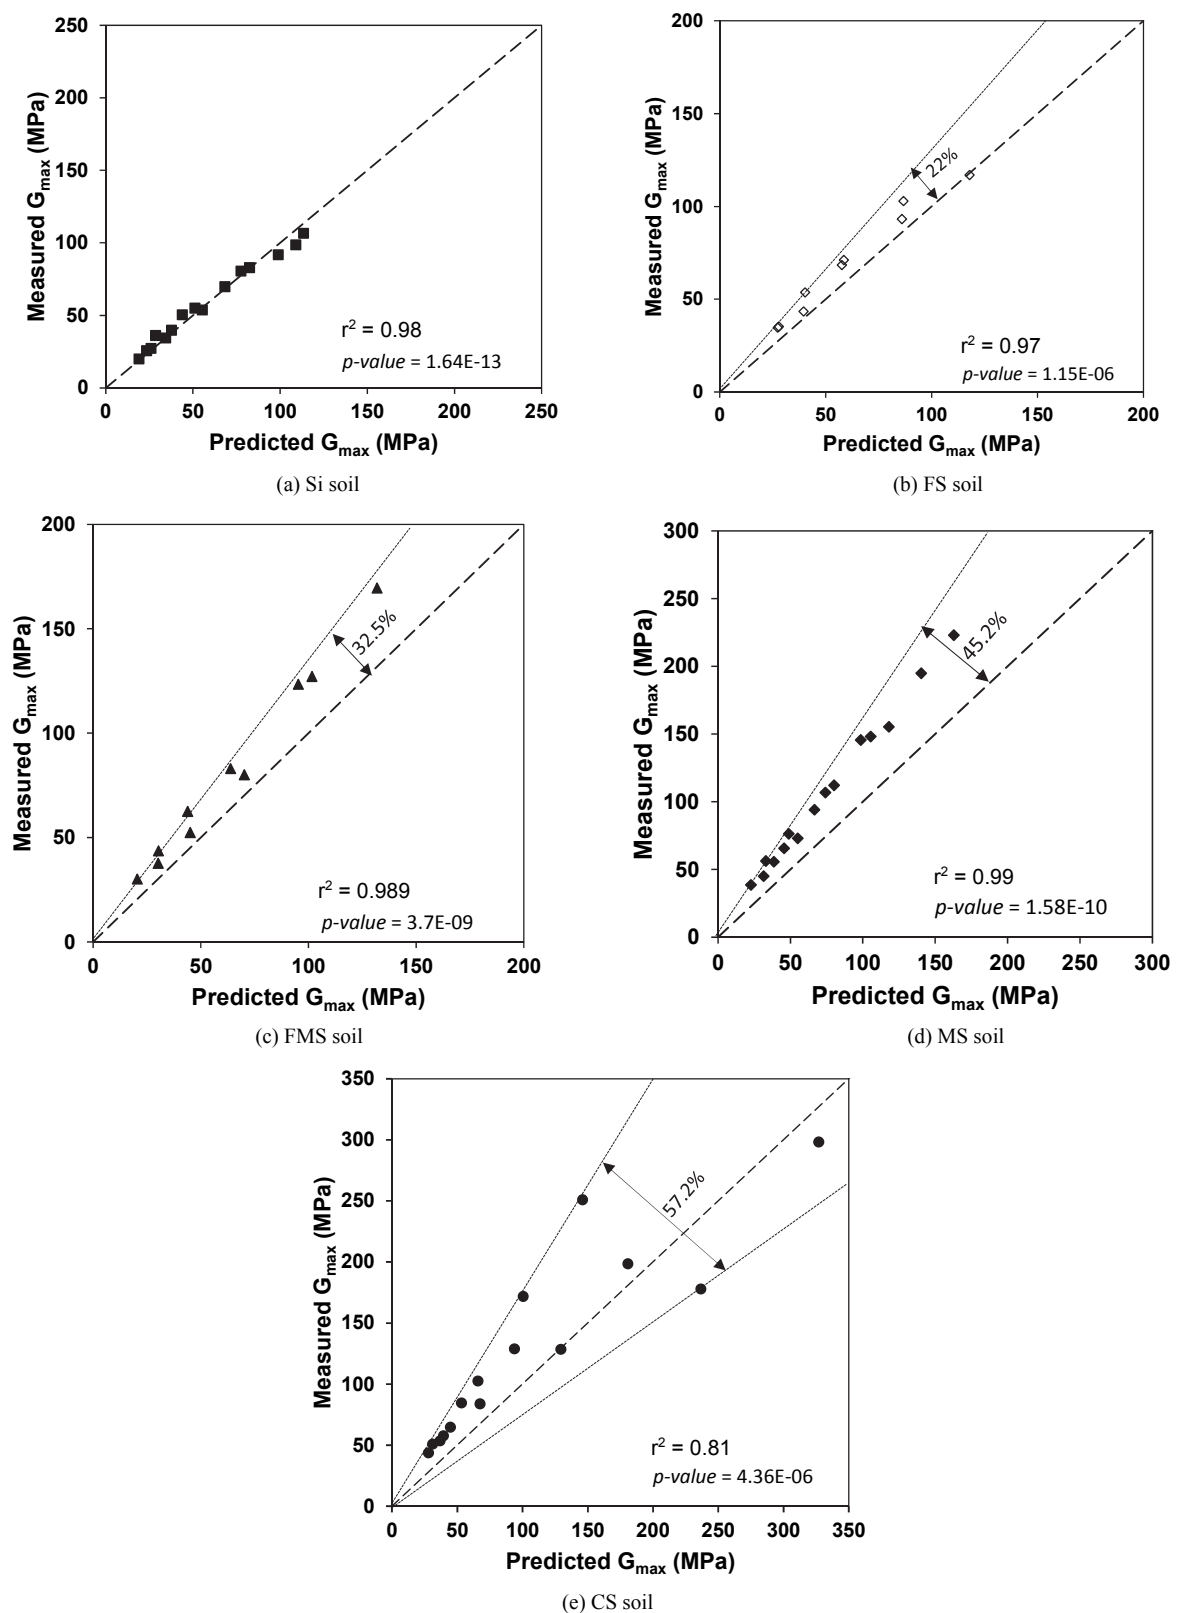 250
200
150
100
50
0
0 50 100 150 200 250
Measured Gmax (MPa)
Predicted Gmax (MPa)
r² = 0.98
p-value = 1.64E-13
(a) Si soil
200
150
100
50
0
0 50 100 150 200
Measured Gmax (MPa)
Predicted Gmax (MPa)
22%
r² = 0.97
p-value = 1.15E-06
(b) FS soil
200
150
100
50
0
0 50 100 150 200
Measured Gmax (MPa)
Predicted Gmax (MPa)
32.5%
r² = 0.989
p-value = 3.7E-09
(c) FMS soil
300
250
200
150
100
50
0
0 50 100 150 200 250 300
Measured Gmax (MPa)
Predicted Gmax (MPa)
45.2%
r² = 0.99
p-value = 1.58E-10
(d) MS soil
350
300
250
200
150
100
50
0
0 50 100 150 200 250 300 350
Measured Gmax (MPa)
Predicted Gmax (MPa)
57.2%
r² = 0.81
p-value = 4.36E-06
(e) CS soil